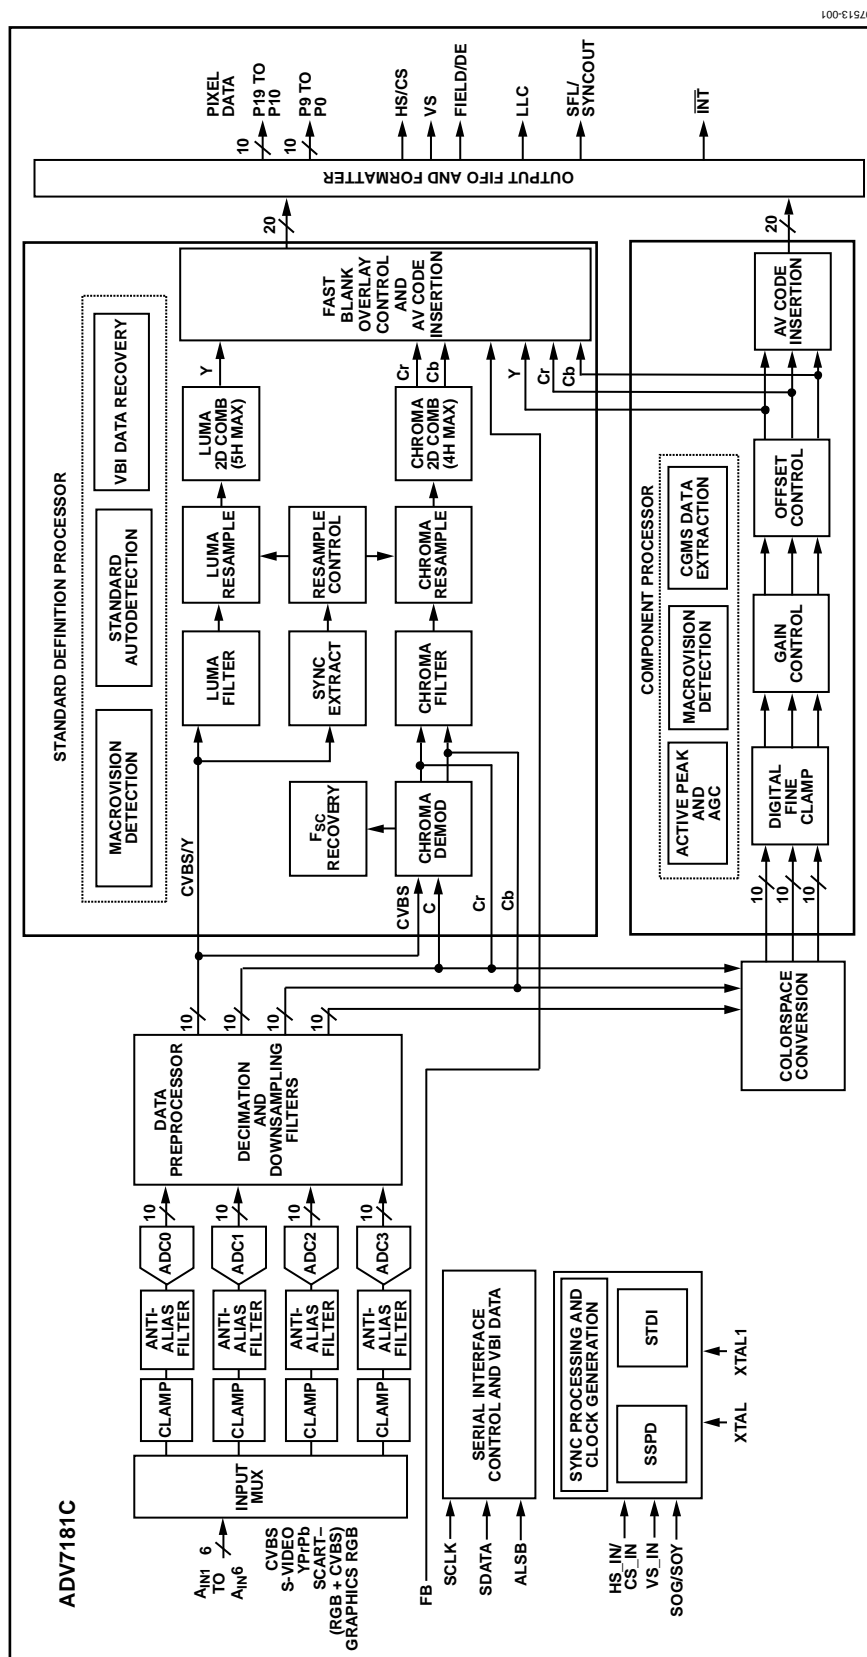 ADV7181C
A_IN1
TO
A_IN6
6
CVBS
S-VIDEO
YPrPb
SCART–
(RGB + CVBS)
GRAPHICS RGB
INPUT
MUX
CLAMP
ANTI-
ALIAS
FILTER
ADC0
10
CLAMP
ANTI-
ALIAS
FILTER
ADC1
10
CLAMP
ANTI-
ALIAS
FILTER
ADC2
10
CLAMP
ANTI-
ALIAS
FILTER
ADC3
10
DATA
PREPROCESSOR
DECIMATION
AND
DOWNSAMPLING
FILTERS
10
10
10
10
FB
SCLK
SDATA
ALSB
SERIAL INTERFACE
CONTROL AND VBI DATA
HS_IN/
CS_IN
VS_IN
SOG/SOY
SYNC PROCESSING AND
CLOCK GENERATION
SSPD
STDI
XTAL
XTAL1
STANDARD DEFINITION PROCESSOR
MACROVISION
DETECTION
STANDARD
AUTODETECTION
VBI DATA RECOVERY
CVBS/Y
LUMA
FILTER
LUMA
RESAMPLE
LUMA
2D COMB
(5H MAX)
Y
SYNC
EXTRACT
RESAMPLE
CONTROL
F_SC
RECOVERY
CVBS
C
CHROMA
DEMOD
CHROMA
FILTER
CHROMA
RESAMPLE
CHROMA
2D COMB
(4H MAX)
Cr
Cb
Cr
Cb
Y
Cr
Cb
FAST
BLANK
OVERLAY
CONTROL
AND
AV CODE
INSERTION
20
COLORSPACE
CONVERSION
COMPONENT PROCESSOR
ACTIVE PEAK
AND
AGC
MACROVISION
DETECTION
CGMS DATA
EXTRACTION
10
10
10
DIGITAL
FINE
CLAMP
GAIN
CONTROL
OFFSET
CONTROL
AV CODE
INSERTION
20
OUTPUT FIFO AND FORMATTER
PIXEL
DATA
10
P19 TO
P10
10
P9 TO
P0
HS/CS
VS
FIELD/DE
LLC
SFL/
SYNCOUT
INT
07513-001